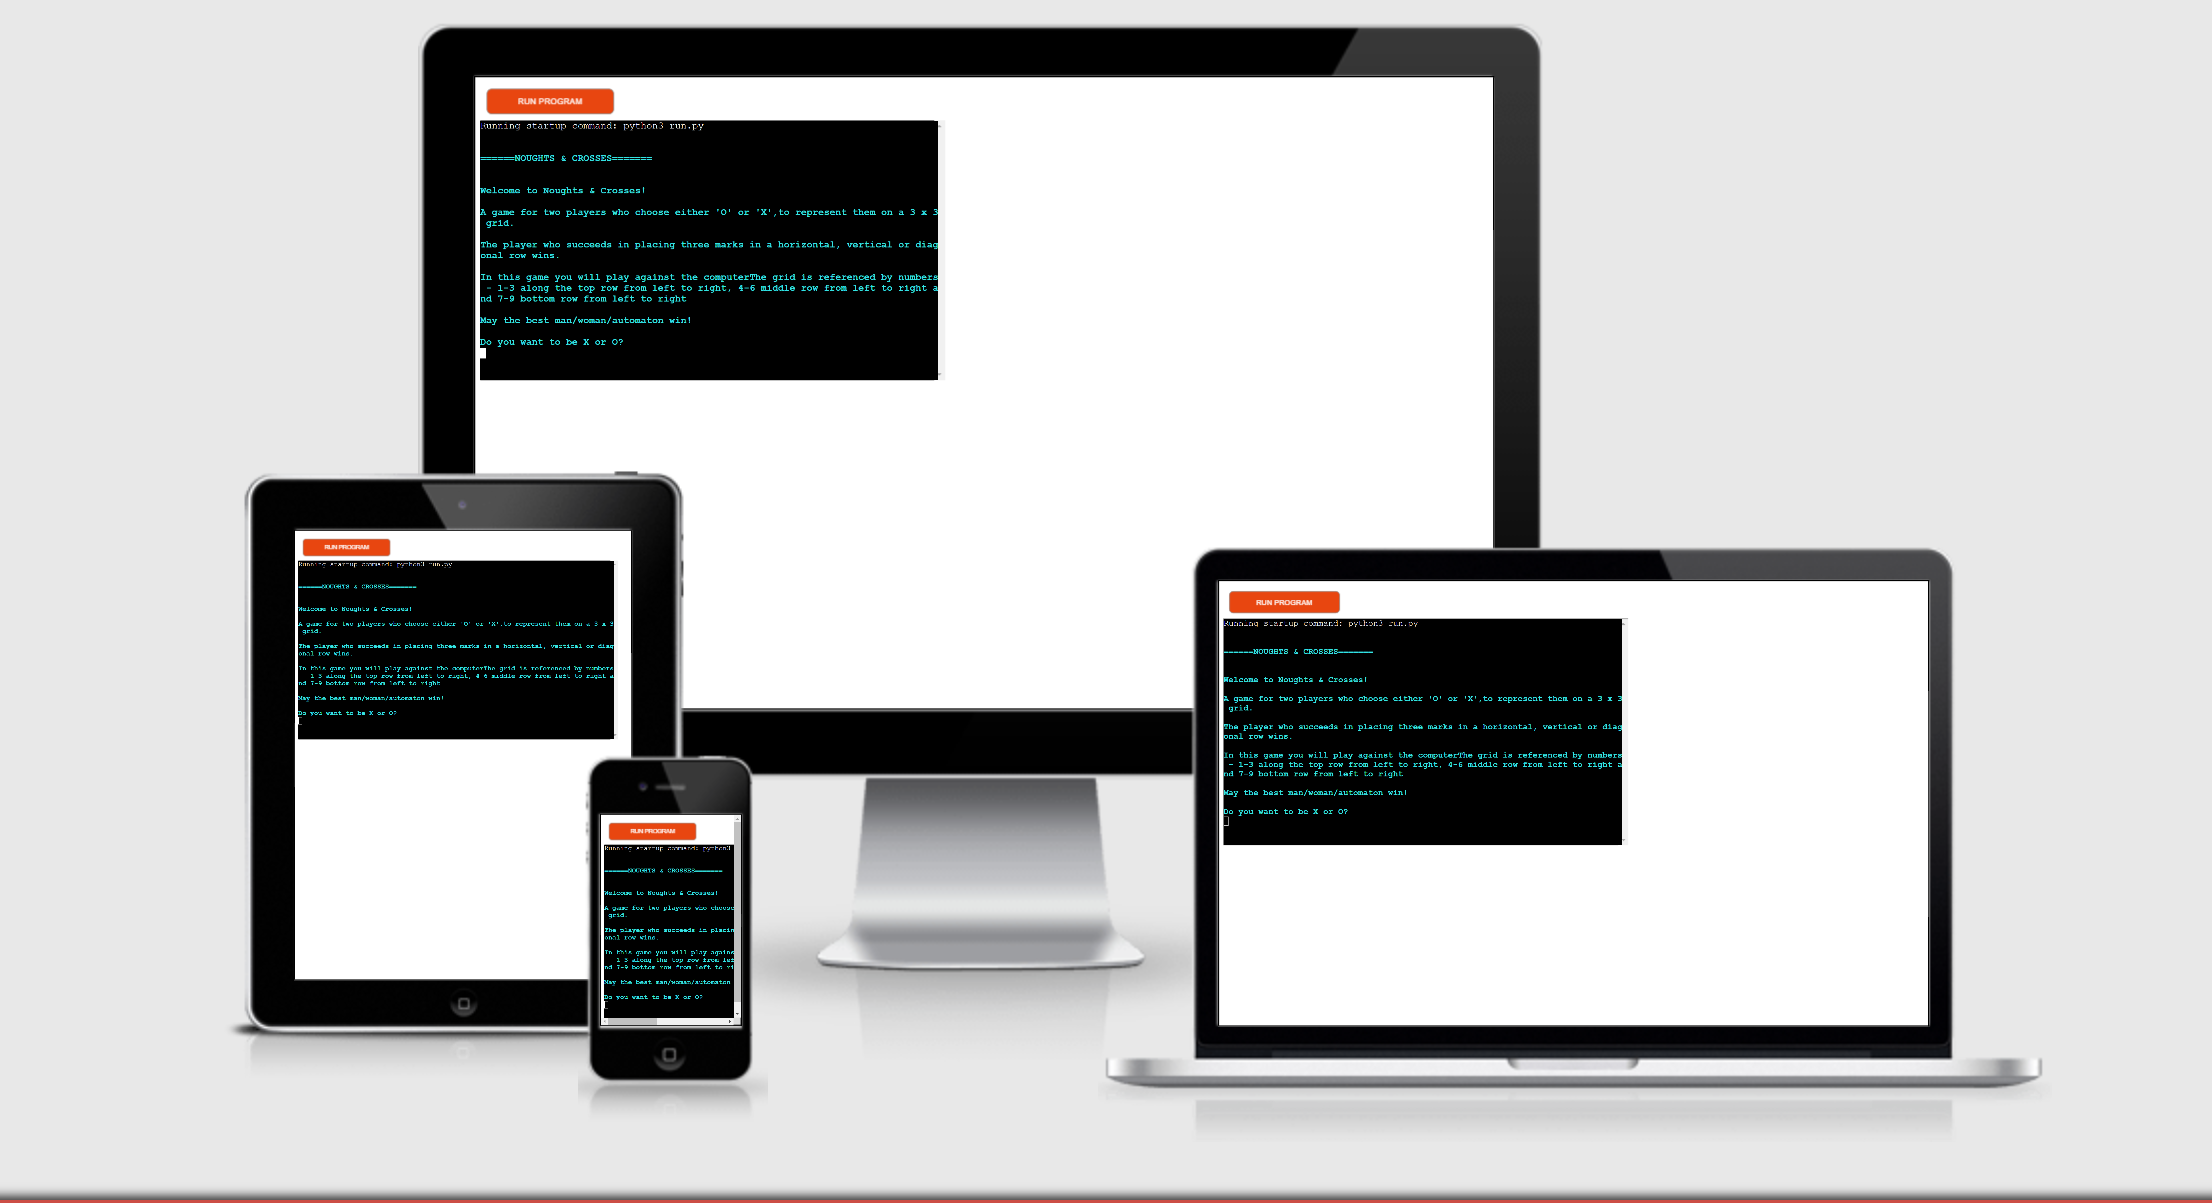 RUN PROGRAM
Running startup command: python3 run.py
======NOUGHTS & CROSSES=======
Welcome to Noughts & Crosses!
A game for two players who choose either 'O' or 'X',to represent them on a 3 x 3
grid.
The player who succeeds in placing three marks in a horizontal, vertical or diag
onal row wins.
In this game you will play against the computerThe grid is referenced by numbers
- 1-3 along the top row from left to right, 4-6 middle row from left to right a
nd 7-9 bottom row from left to right
May the best man/woman/automaton win!
Do you want to be X or O?
RUN PROGRAM
Running startup command: python3 run.py
======NOUGHTS & CROSSES=======
Welcome to Noughts & Crosses!
A game for two players who choose either 'O' or 'X',to represent them on a 3 x 3
grid.
The player who succeeds in placing three marks in a horizontal, vertical or diag
onal row wins.
In this game you will play against the computerThe grid is referenced by numbers
- 1-3 along the top row from left to right, 4-6 middle row from left to right a
nd 7-9 bottom row from left to right
May the best man/woman/automaton win!
Do you want to be X or O?
RUN PROGRAM
Running startup command: python3 run.py
======NOUGHTS & CROSSES=======
Welcome to Noughts & Crosses!
A game for two players who choose either 'O' or 'X',to represent them on a 3 x 3
grid.
The player who succeeds in placing three marks in a horizontal, vertical or diag
onal row wins.
In this game you will play against the computerThe grid is referenced by numbers
- 1-3 along the top row from left to right, 4-6 middle row from left to right a
nd 7-9 bottom row from left to right
May the best man/woman/automaton win!
Do you want to be X or O?
RUN PROGRAM
Running startup command: python3
======NOUGHTS & CROSSES=======
Welcome to Noughts & Crosses!
A game for two players who choose
grid.
The player who succeeds in placin
onal row wins.
In this game you will play agains
1-3 along the top row from lef
nd 7-9 bottom row from left to ri
May the best man/woman/automaton
Do you want to be X or O?